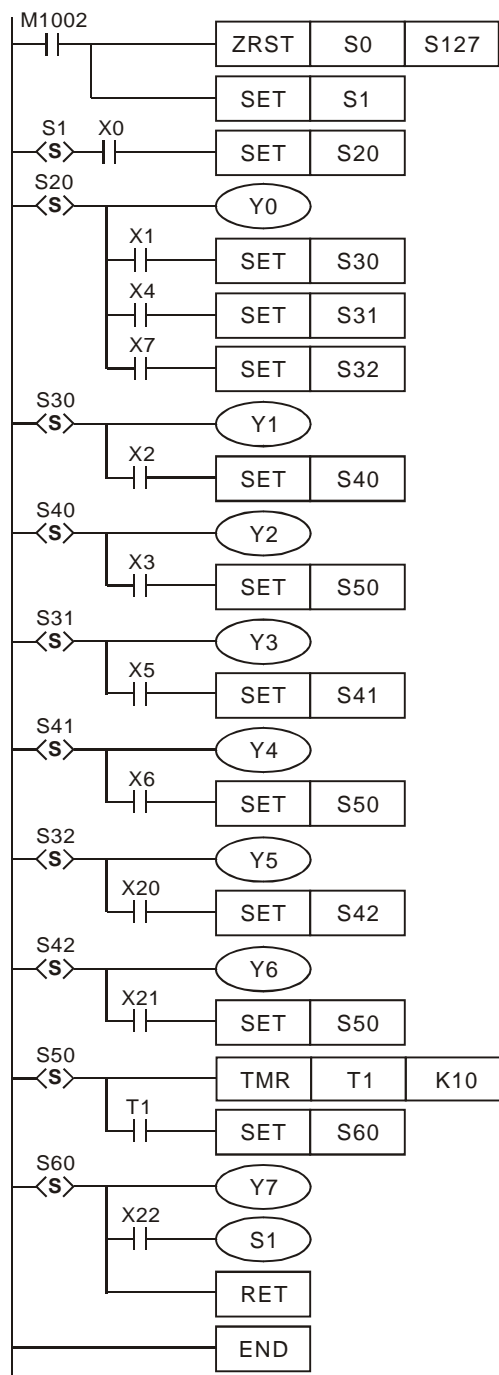 M1002
ZRST S0 S127
SET S1
S1 X0
S SET S20
S20
S Y0
X1
SET S30
X4
SET S31
X7
SET S32
S30
S Y1
X2
SET S40
S40
S Y2
X3
SET S50
S31
S Y3
X5
SET S41
S41
S Y4
X6
SET S50
S32
S Y5
X20
SET S42
S42
S Y6
X21
SET S50
S50
S TMR T1 K10
T1
SET S60
S60
S Y7
X22
S1
RET
END